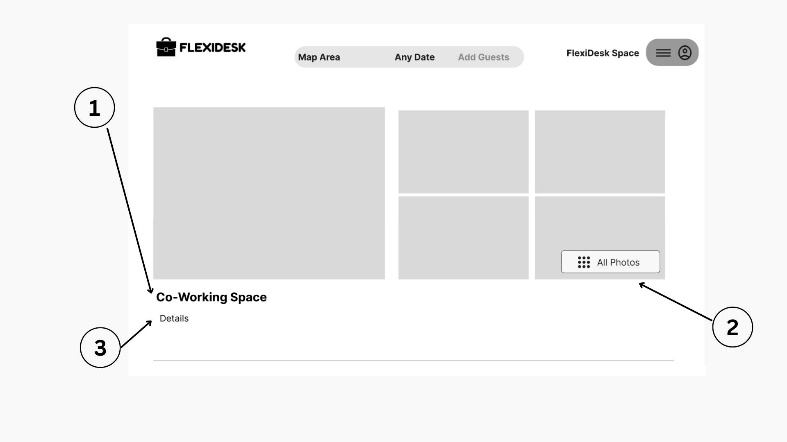 FLEXIDESK
Map Area Any Date Add Guests
FlexiDesk Space
1
All Photos
Co-Working Space
Details
2
3